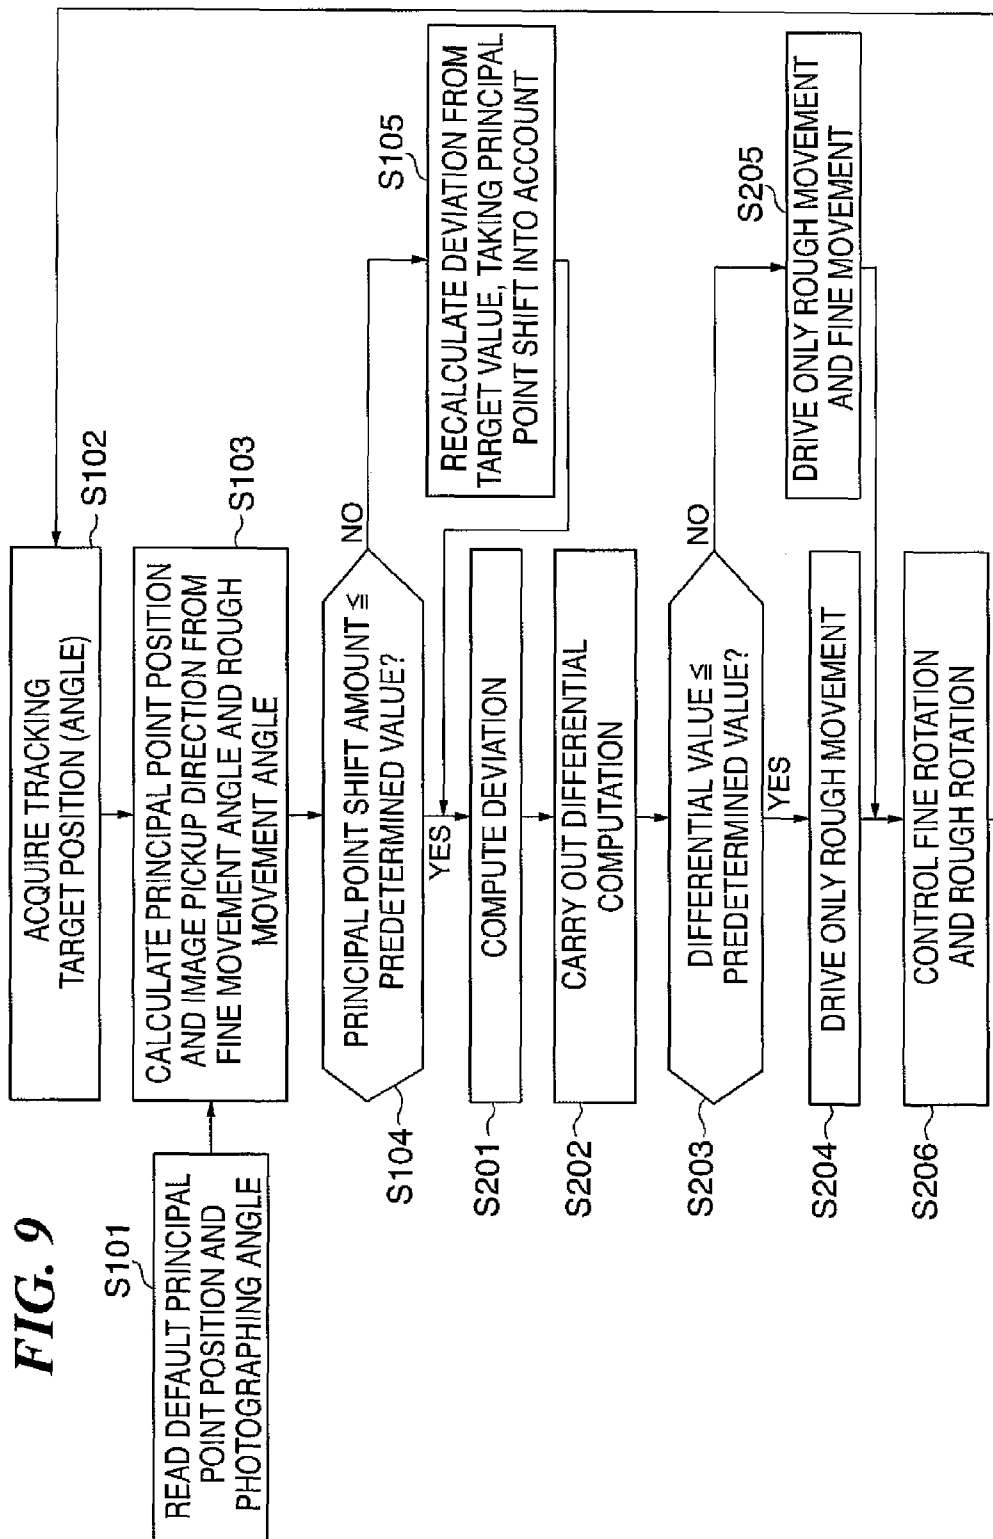 FIG. 9
S101
READ DEFAULT PRINCIPAL
POINT POSITION AND
PHOTOGRAPHING ANGLE
ACQUIRE TRACKING
TARGET POSITION (ANGLE)
S102
CALCULATE PRINCIPAL POINT POSITION
AND IMAGE PICKUP DIRECTION FROM
FINE MOVEMENT ANGLE AND ROUGH
MOVEMENT ANGLE
S103
S104
PRINCIPAL POINT SHIFT AMOUNT ≦
PREDETERMINED VALUE?
NO
YES
S105
RECALCULATE DEVIATION FROM
TARGET VALUE, TAKING PRINCIPAL
POINT SHIFT INTO ACCOUNT
S201
COMPUTE DEVIATION
S202
CARRY OUT DIFFERENTIAL
COMPUTATION
S203
DIFFERENTIAL VALUE ≦
PREDETERMINED VALUE?
NO
YES
S204
DRIVE ONLY ROUGH MOVEMENT
S205
DRIVE ONLY ROUGH MOVEMENT
AND FINE MOVEMENT
S206
CONTROL FINE ROTATION
AND ROUGH ROTATION